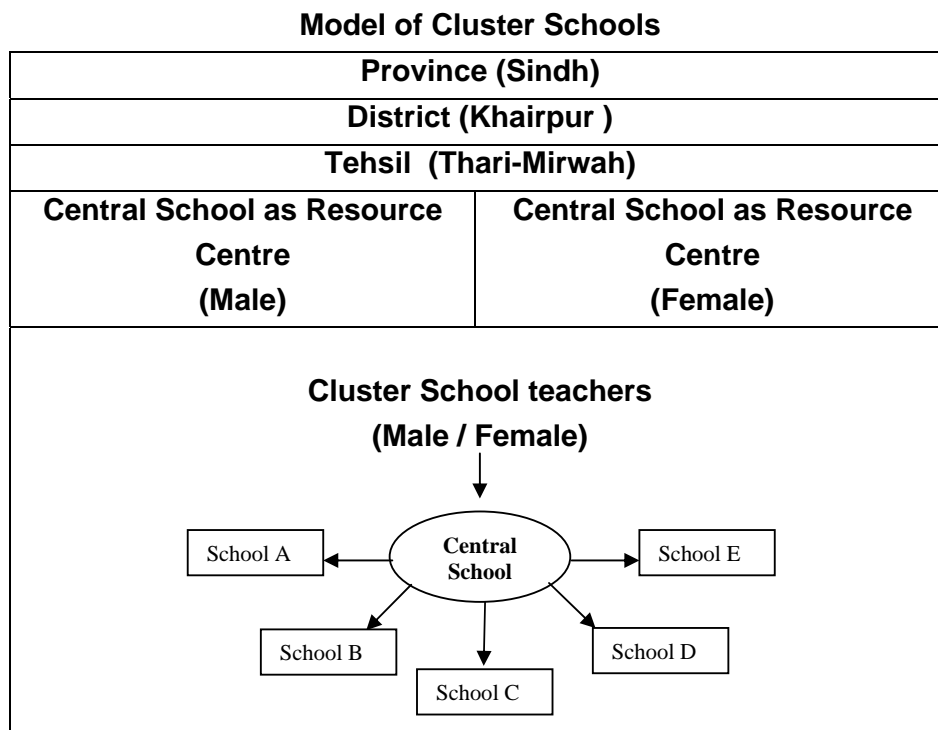 Model of Cluster Schools
Province (Sindh)
District (Khairpur )
Tehsil (Thari-Mirwah)
Central School as Resource
Centre
(Male)
Central School as Resource
Centre
(Female)
Cluster School teachers
(Male / Female)
Central
School
School A
School E
School B
School D
School C